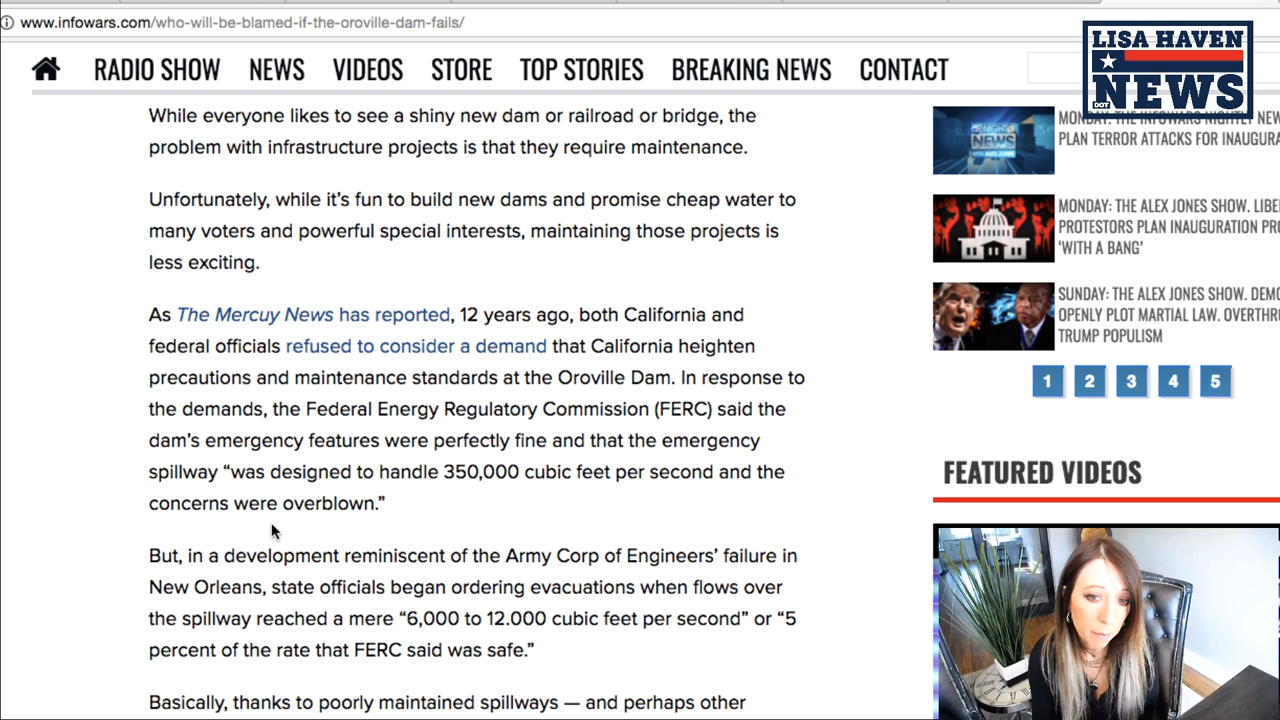 www.infowars.com/who-will-be-blamed-if-the-oroville-dam-fails/
LISA HAVEN
NEWS
DOT
RADIO SHOW NEWS VIDEOS STORE TOP STORIES BREAKING NEWS CONTACT
While everyone likes to see a shiny new dam or railroad or bridge, the
problem with infrastructure projects is that they require maintenance.
Unfortunately, while it’s fun to build new dams and promise cheap water to
many voters and powerful special interests, maintaining those projects is
less exciting.
As The Mercuy News has reported, 12 years ago, both California and
federal officials refused to consider a demand that California heighten
precautions and maintenance standards at the Oroville Dam. In response to
the demands, the Federal Energy Regulatory Commission (FERC) said the
dam’s emergency features were perfectly fine and that the emergency
spillway “was designed to handle 350,000 cubic feet per second and the
concerns were overblown.”
But, in a development reminiscent of the Army Corp of Engineers’ failure in
New Orleans, state officials began ordering evacuations when flows over
the spillway reached a mere “6,000 to 12.000 cubic feet per second” or “5
percent of the rate that FERC said was safe.”
Basically, thanks to poorly maintained spillways — and perhaps other
NIGHTLY
NEWS
MONDAY: THE INFOWARS NIGHTLY NEW
PLAN TERROR ATTACKS FOR INAUGURA
MONDAY: THE ALEX JONES SHOW. LIBE
PROTESTORS PLAN INAUGURATION PRO
‘WITH A BANG’
SUNDAY: THE ALEX JONES SHOW. DEMO
OPENLY PLOT MARTIAL LAW. OVERTHR
TRUMP POPULISM
1 2 3 4 5
FEATURED VIDEOS